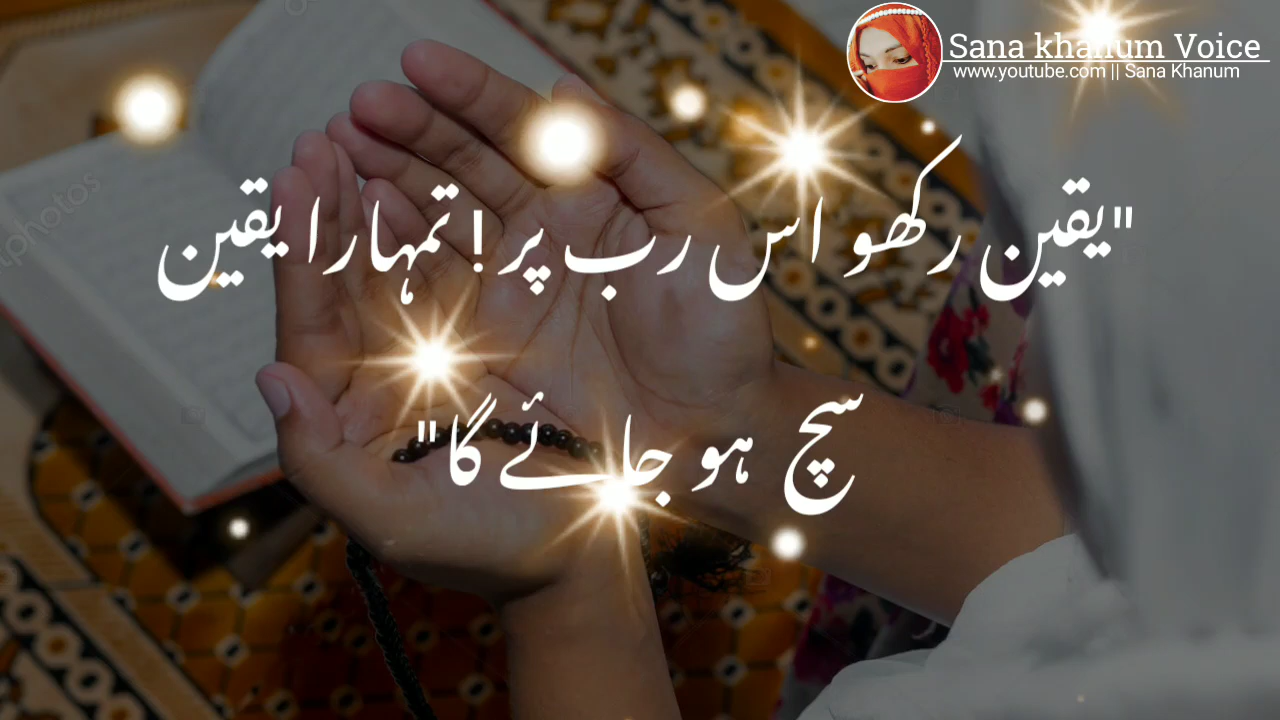 Sana khanum Voice
www.youtube.com || Sana Khanum
"یقین رکھو اس رب پر! تمہارا یقین
سچ ہو جائے گا"